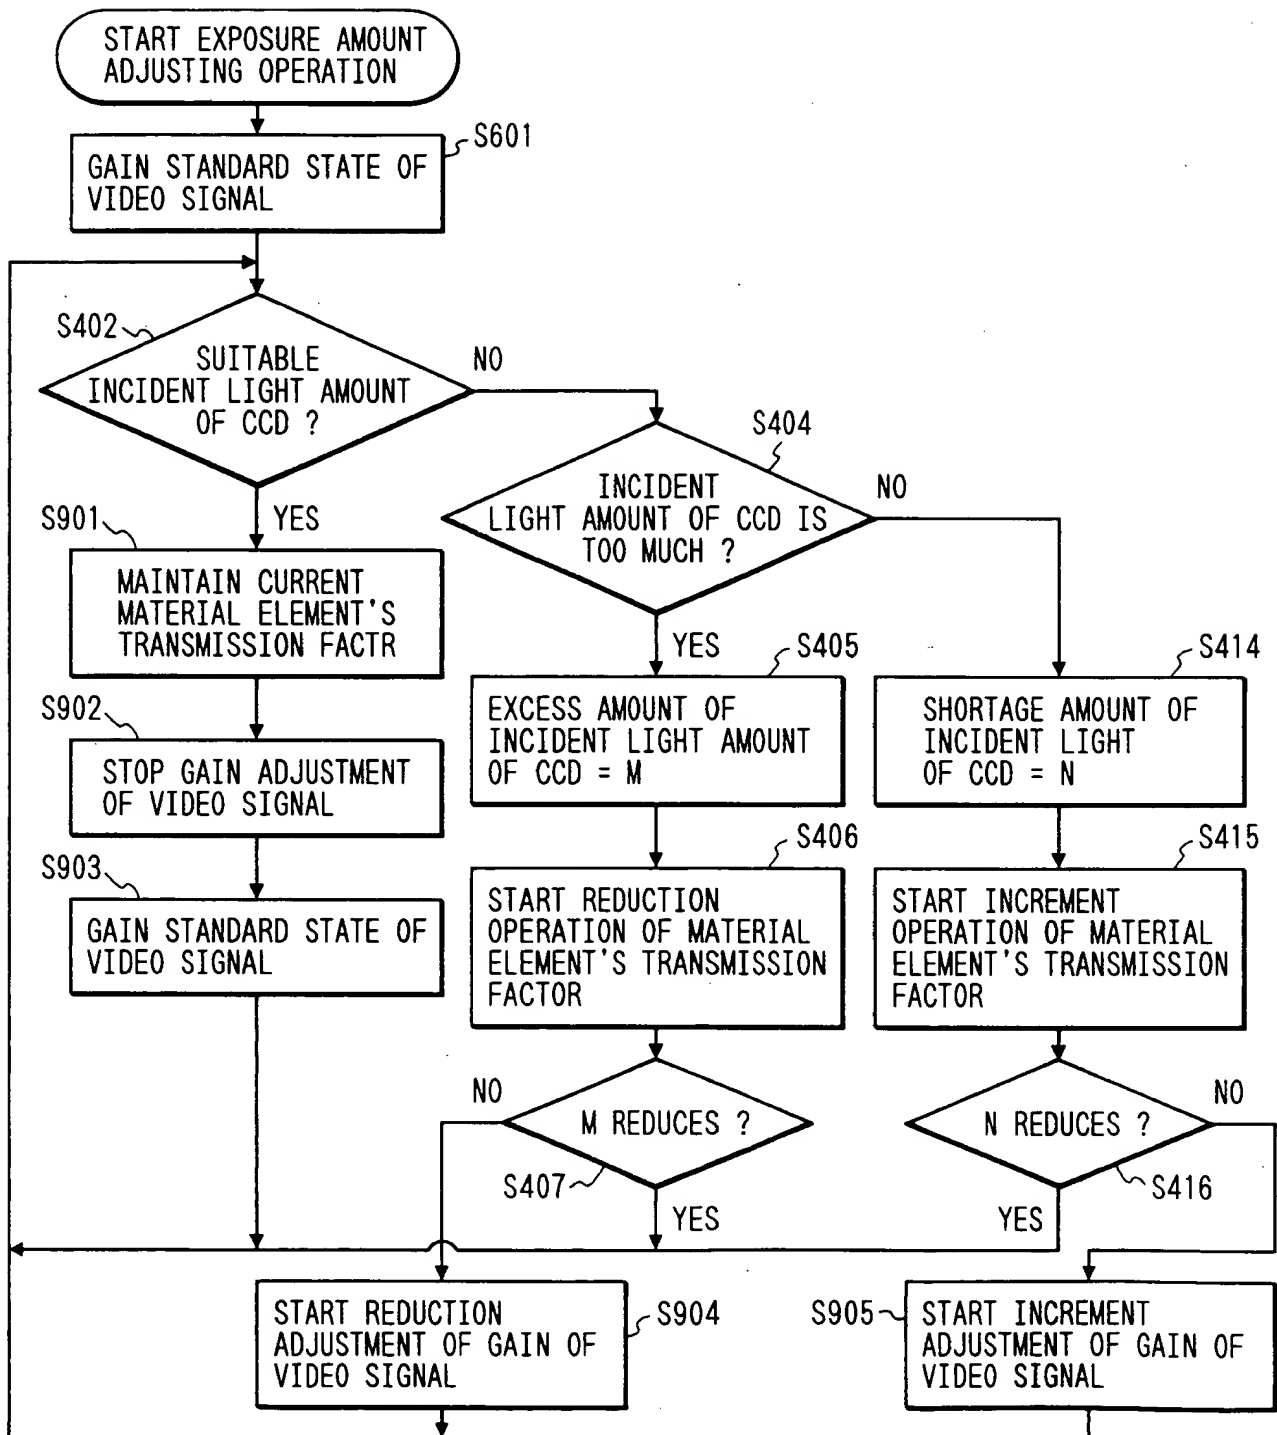 START EXPOSURE AMOUNT
ADJUSTING OPERATION
S601
GAIN STANDARD STATE OF
VIDEO SIGNAL
S402
SUITABLE
INCIDENT LIGHT AMOUNT
OF CCD ?
NO
YES
S404
INCIDENT
LIGHT AMOUNT OF CCD IS
TOO MUCH ?
NO
YES
S901
MAINTAIN CURRENT
MATERIAL ELEMENT'S
TRANSMISSION FACTR
S902
STOP GAIN ADJUSTMENT
OF VIDEO SIGNAL
S903
GAIN STANDARD STATE OF
VIDEO SIGNAL
S405
EXCESS AMOUNT OF
INCIDENT LIGHT AMOUNT
OF CCD = M
S406
START REDUCTION
OPERATION OF MATERIAL
ELEMENT'S TRANSMISSION
FACTOR
NO
M REDUCES ?
S407
YES
S414
SHORTAGE AMOUNT OF
INCIDENT LIGHT
OF CCD = N
S415
START INCREMENT
OPERATION OF MATERIAL
ELEMENT'S TRANSMISSION
FACTOR
NO
N REDUCES ?
S416
YES
START REDUCTION
ADJUSTMENT OF GAIN OF
VIDEO SIGNAL
S904
S905
START INCREMENT
ADJUSTMENT OF GAIN OF
VIDEO SIGNAL